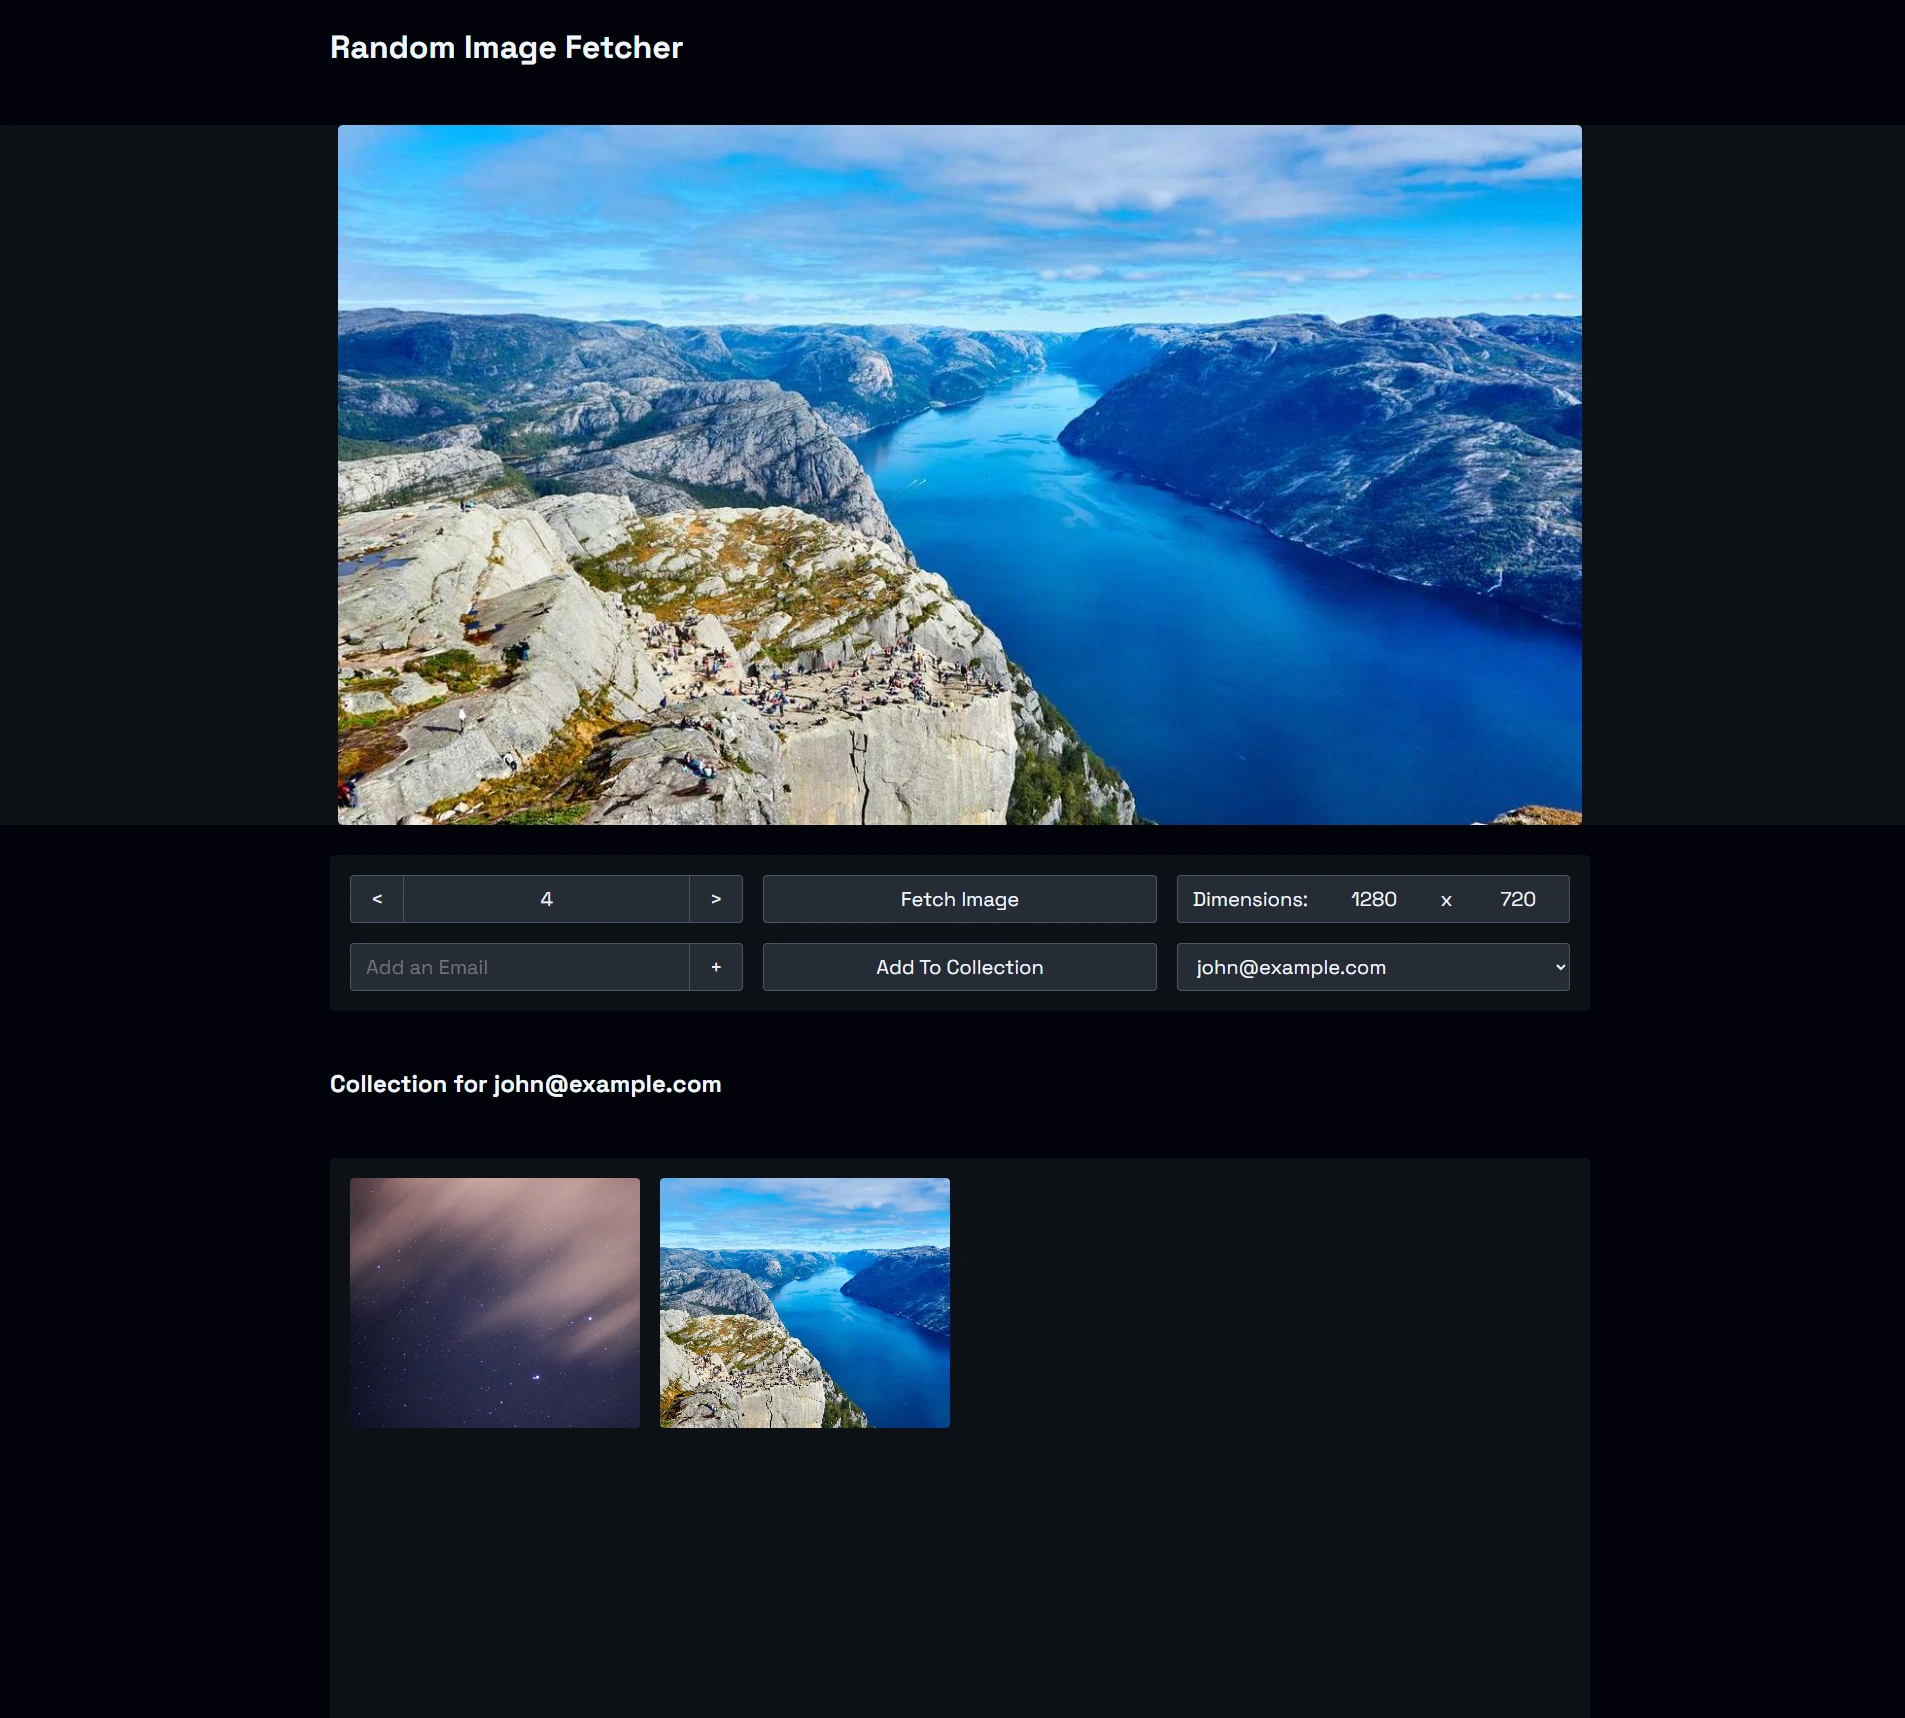 Random Image Fetcher
< 4 > Fetch Image Dimensions: 1280 x 720
Add an Email + Add To Collection john@example.com
Collection for john@example.com